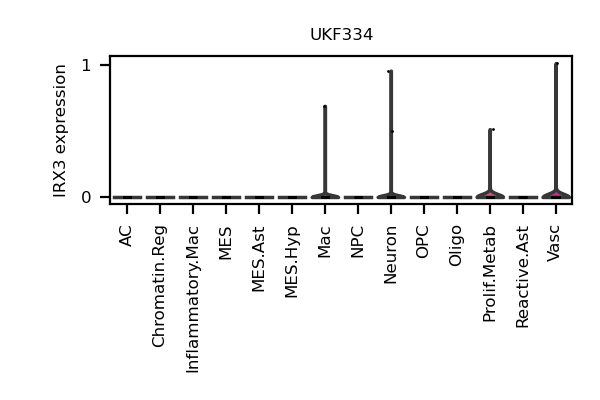 UKF334
IRX3 expression
1
0
AC
Chromatin.Reg
Inflammatory.Mac
MES
MES.Ast
MES.Hyp
Mac
NPC
Neuron
OPC
Oligo
Prolif.Metab
Reactive.Ast
Vasc